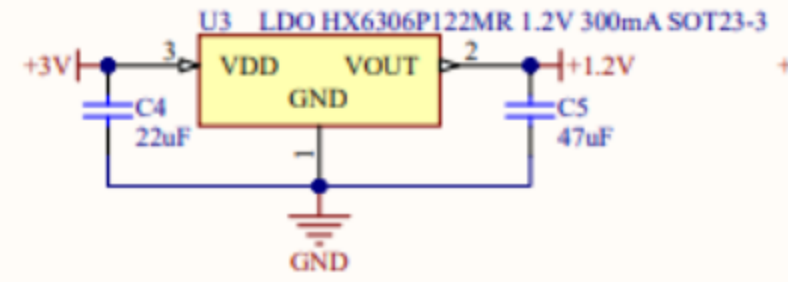 U3 LDO HX6306P122MR 1.2V 300mA SOT23-3
+3V 3 VDD VOUT 2 +1.2V +
GND
C4 C5
22uF 47uF
1
GND